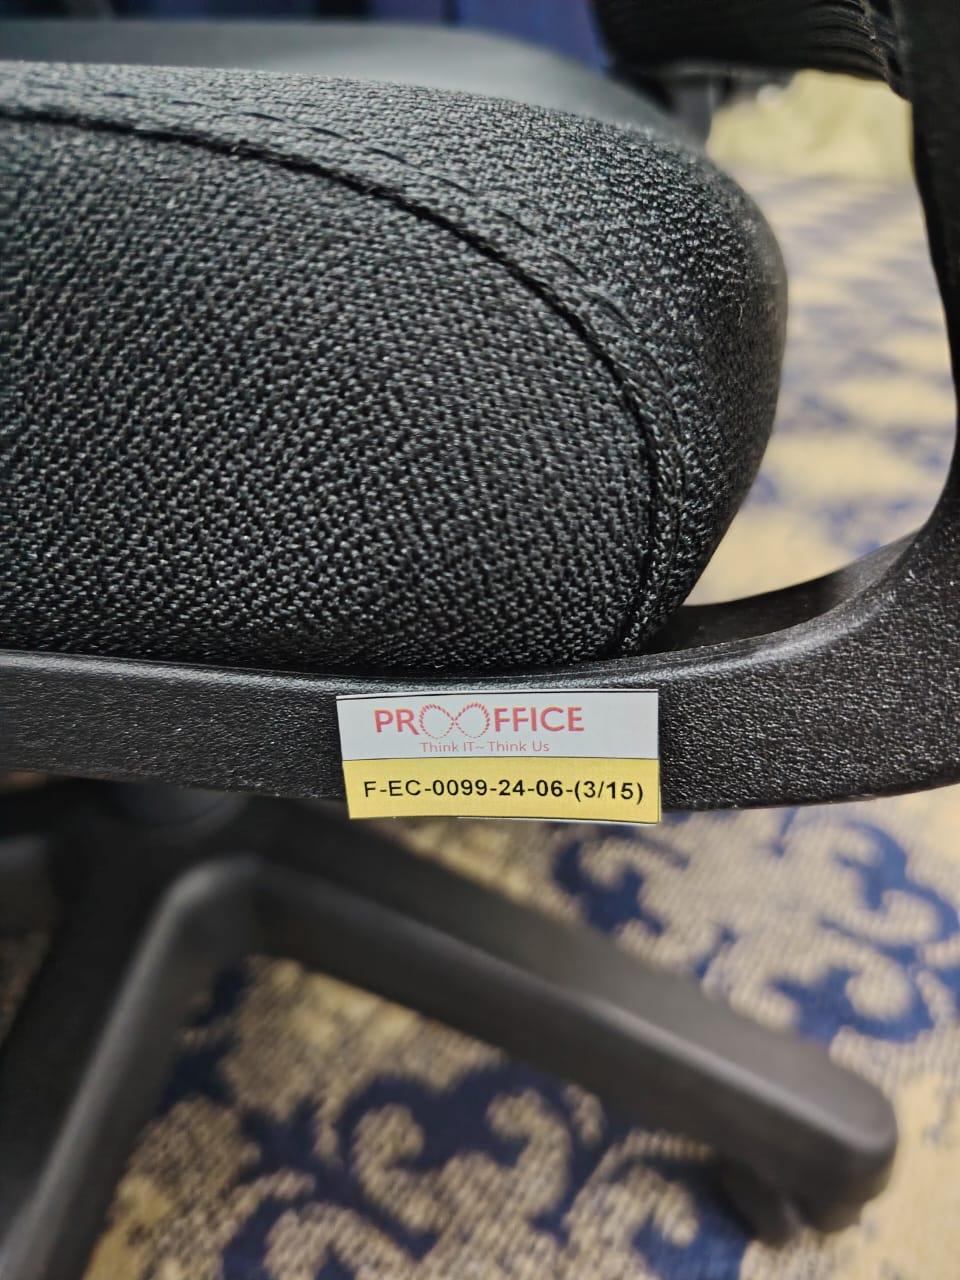 PROOFFICE
Think IT~Think Us
F-EC-0099-24-06-(3/15)